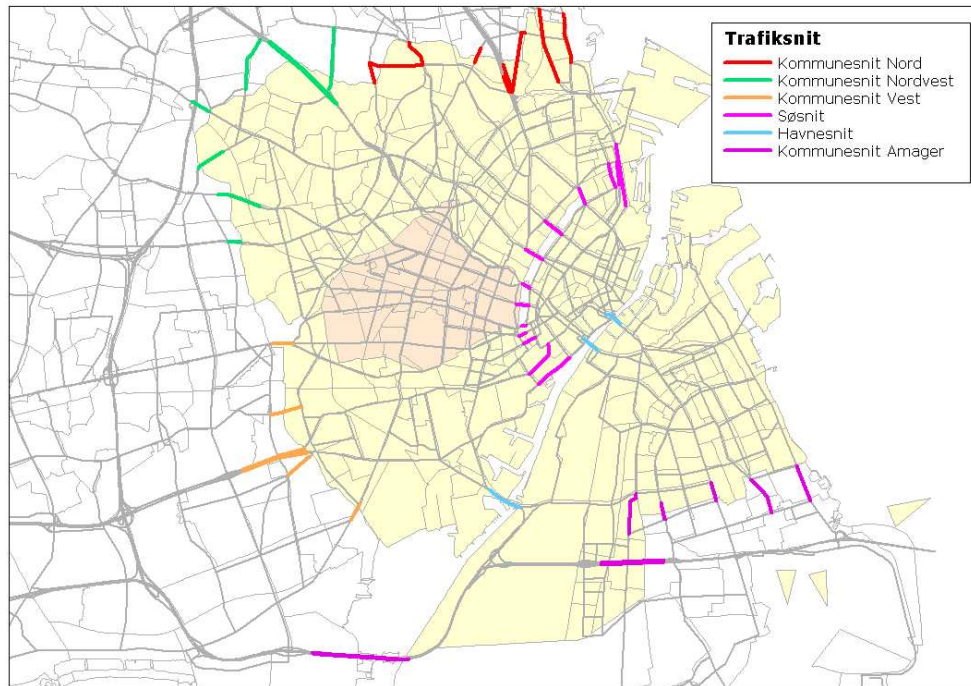 Trafiksnit
Kommunesnit Nord
Kommunesnit Nordvest
Kommunesnit Vest
Søsnit
Havnesnit
Kommunesnit Amager